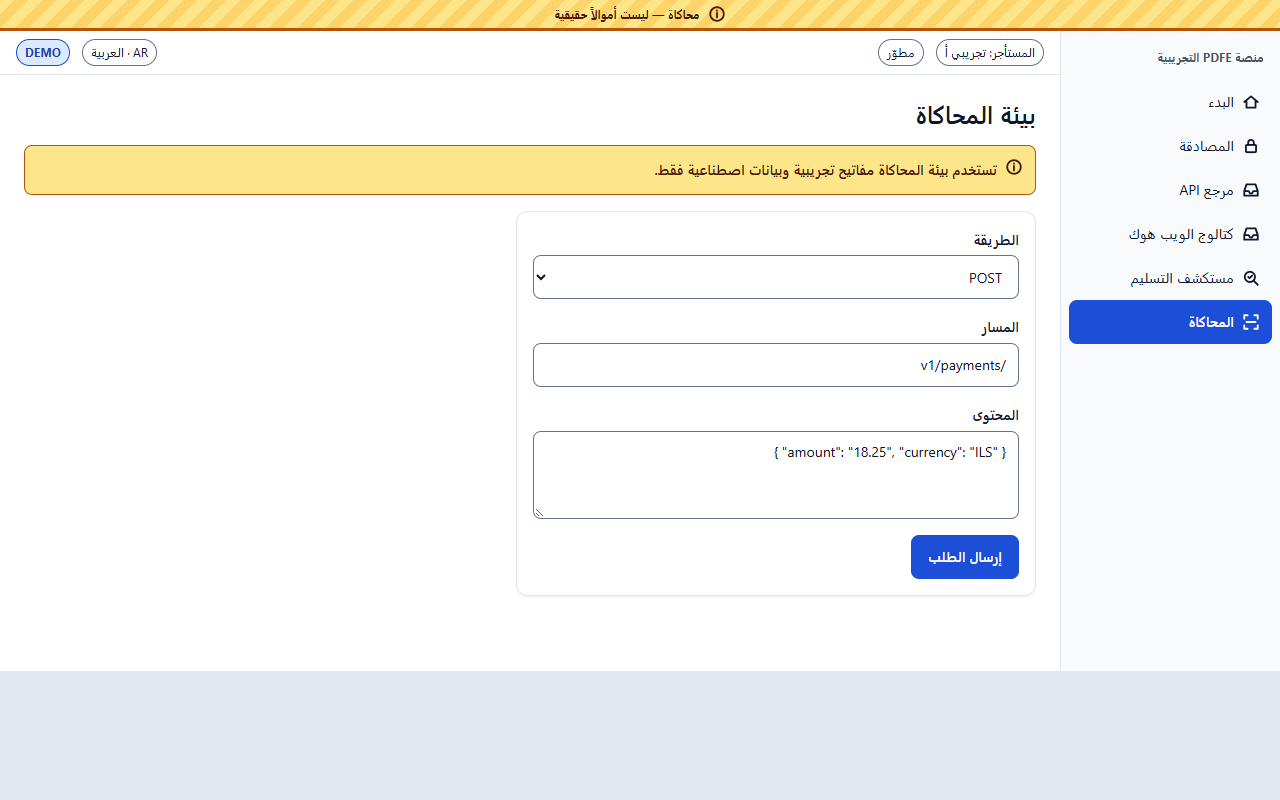 محاكاة — ليست أموالاً حقيقية
منصة PDFE التجريبية
البدء
المصادقة
مرجع API
كتالوج الويب هوك
مستكشف التسليم
المحاكاة
المستأجر: تجريبي أ
مطوّر
AR · العربية
DEMO
بيئة المحاكاة
تستخدم بيئة المحاكاة مفاتيح تجريبية وبيانات اصطناعية فقط.
الطريقة
POST
المسار
v1/payments/
المحتوى
{ "amount": "18.25", "currency": "ILS" }
إرسال الطلب